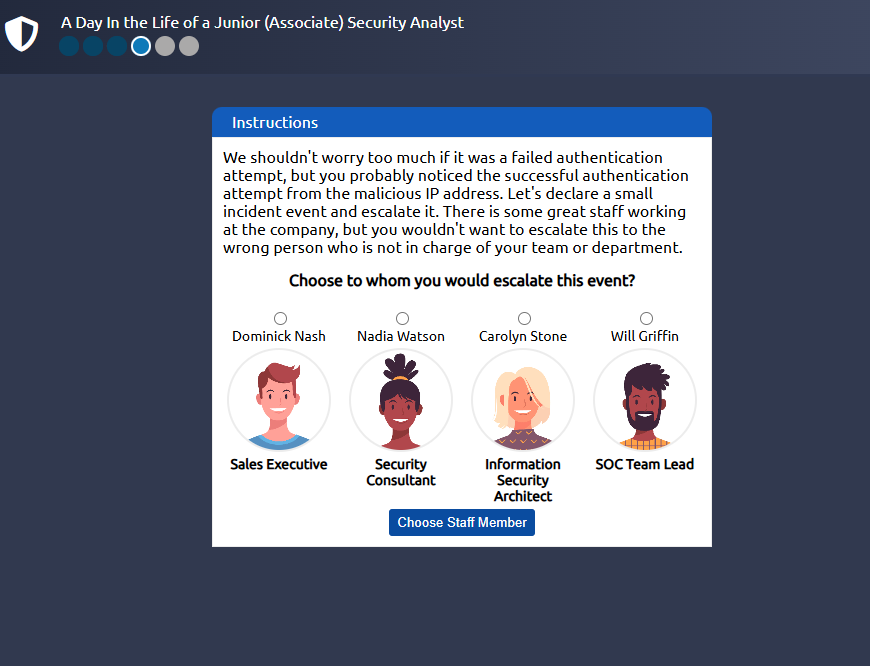 A Day In the Life of a Junior (Associate) Security Analyst
Instructions
We shouldn't worry too much if it was a failed authentication
attempt, but you probably noticed the successful authentication
attempt from the malicious IP address. Let's declare a small
incident event and escalate it. There is some great staff working
at the company, but you wouldn't want to escalate this to the
wrong person who is not in charge of your team or department.
Choose to whom you would escalate this event?
Dominick Nash
Nadia Watson
Carolyn Stone
Will Griffin
Sales Executive
Security
Consultant
Information
Security
Architect
SOC Team Lead
Choose Staff Member